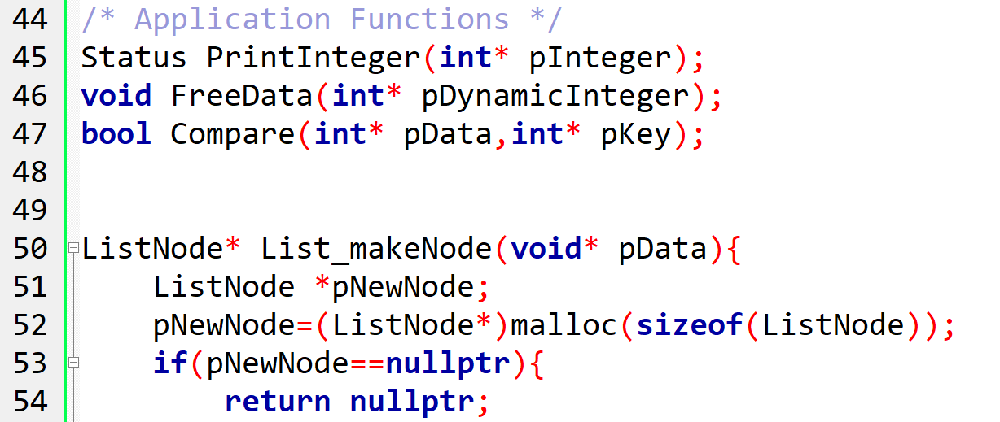 44 /* Application Functions */
45 Status PrintInteger(int* pInteger);
46 void FreeData(int* pDynamicInteger);
47 bool Compare(int* pData,int* pKey);
48
49
50 ListNode* List_makeNode(void* pData){
51     ListNode *pNewNode;
52     pNewNode=(ListNode*)malloc(sizeof(ListNode));
53     if(pNewNode==nullptr){
54         return nullptr;